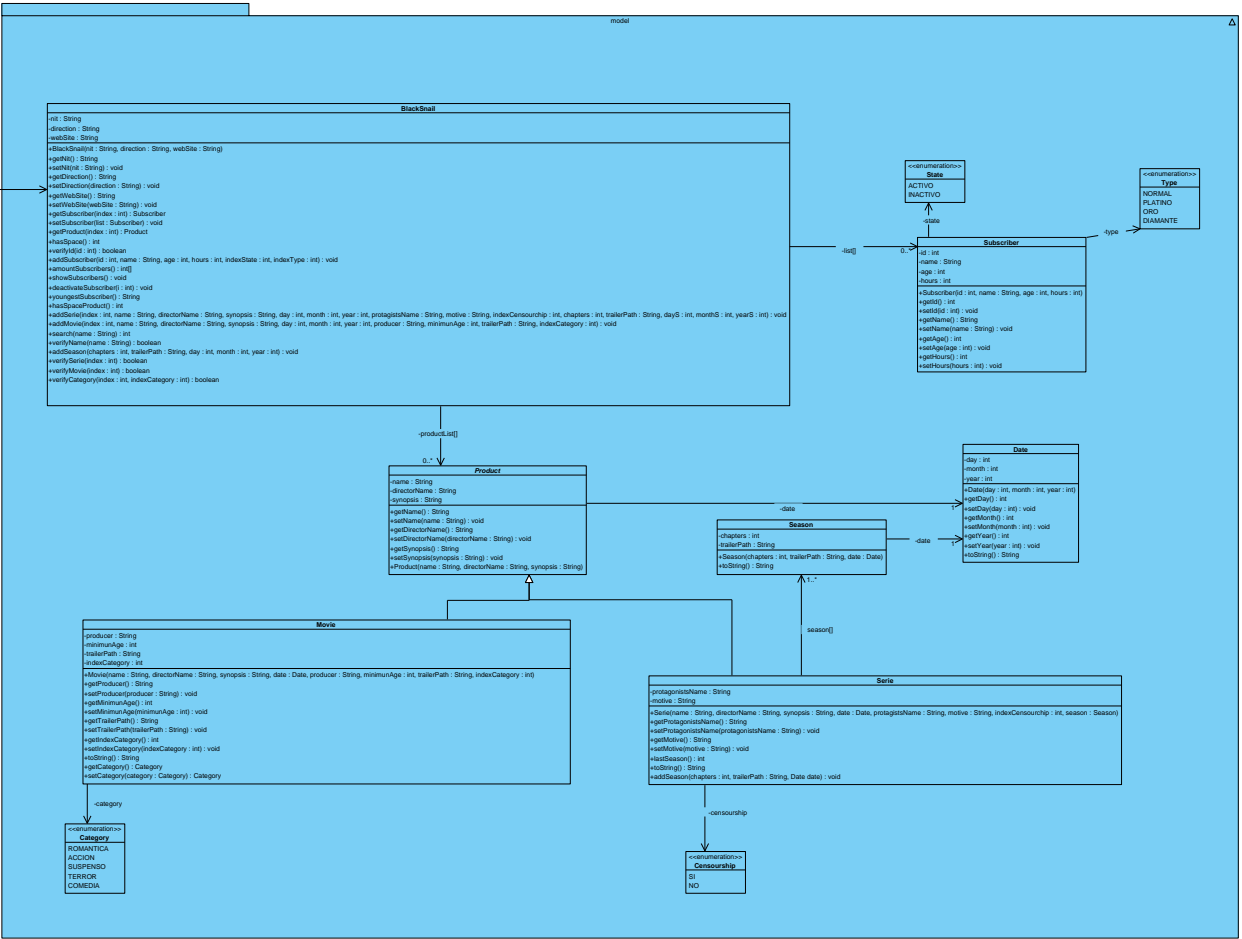 model
BlackSnail
-nit : String
-direction : String
-webSite : String
+BlackSnail(nit : String, direction : String, webSite : String)
+getNit() : String
+setNit(nit : String) : void
+getDirection() : String
+setDirection(direction : String) : void
+getWebSite() : String
+setWebSite(webSite : String) : void
+getSubscriber(index : int) : Subscriber
+setSubscriber(list : Subscriber) : void
+getProduct(index : int) : Product
+hasSpace() : int
+verifyId(id : int) : boolean
+addSubscriber(id : int, name : String, age : int, hours : int, indexState : int, indexType : int) : void
+amountSubscribers() : int[]
+showSubscribers() : void
+deactivateSubscriber(i : int) : void
+youngestSubscriber() : String
+hasSpaceProduct() : int
+addSerie(index : int, name : String, directorName : String, synopsis : String, day : int, month : int, year : int, protagistsName : String, motive : String, indexCensourchip : int, chapters : int, trailerPath : String, dayS : int, monthS : int, yearS : int) : void
+addMovie(index : int, name : String, directorName : String, synopsis : String, day : int, month : int, year : int, producer : String, minimunAge : int, trailerPath : String, indexCategory : int) : void
+search(name : String) : int
+verifyName(name : String) : boolean
+addSeason(chapters : int, trailerPath : String, day : int, month : int, year : int) : void
+verifySerie(index : int) : boolean
+verifyMovie(index : int) : boolean
+verifyCategory(index : int, indexCategory : int) : boolean
<<enumeration>>
State
ACTIVO
INACTIVO
<<enumeration>>
Type
NORMAL
PLATINO
ORO
DIAMANTE
-state
-type
-list[]
0..*
Subscriber
-id : int
-name : String
-age : int
-hours : int
+Subscriber(id : int, name : String, age : int, hours : int)
+getId() : int
+setId(id : int) : void
+getName() : String
+setName(name : String) : void
+getAge() : int
+setAge(age : int) : void
+getHours() : int
+setHours(hours : int) : void
-productList[]
0..*
Product
-name : String
-directorName : String
-synopsis : String
+getName() : String
+setName(name : String) : void
+getDirectorName() : String
+setDirectorName(directorName : String) : void
+getSynopsis() : String
+setSynopsis(synopsis : String) : void
+Product(name : String, directorName : String, synopsis : String)
-date
1
Date
-day : int
-month : int
-year : int
+Date(day : int, month : int, year : int)
+getDay() : int
+setDay(day : int) : void
+getMonth() : int
+setMonth(month : int) : void
+getYear() : int
+setYear(year : int) : void
+toString() : String
Season
-chapters : int
-trailerPath : String
+Season(chapters : int, trailerPath : String, date : Date)
+toString() : String
-date
1
1..*
season[]
Movie
-producer : String
-minimunAge : int
-trailerPath : String
-indexCategory : int
+Movie(name : String, directorName : String, synopsis : String, date : Date, producer : String, minimunAge : int, trailerPath : String, indexCategory : int)
+getProducer() : String
+setProducer(producer : String) : void
+getMinimunAge() : int
+setMinimunAge(minimunAge : int) : void
+getTrailerPath() : String
+setTrailerPath(trailerPath : String) : void
+getIndexCategory() : int
+setIndexCategory(indexCategory : int) : void
+toString() : String
+getCategory() : Category
+setCategory(category : Category) : Category
Serie
-protagonistsName : String
-motive : String
+Serie(name : String, directorName : String, synopsis : String, date : Date, protagistsName : String, motive : String, indexCensourchip : int, season : Season)
+getProtagonistsName() : String
+setProtagonistsName(protagonistsName : String) : void
+getMotive() : String
+setMotive(motive : String) : void
+lastSeason() : int
+toString() : String
+addSeason(chapters : int, trailerPath : String, Date date) : void
-category
<<enumeration>>
Category
ROMANTICA
ACCION
SUSPENSO
TERROR
COMEDIA
-censourship
<<enumeration>>
Censourship
SI
NO